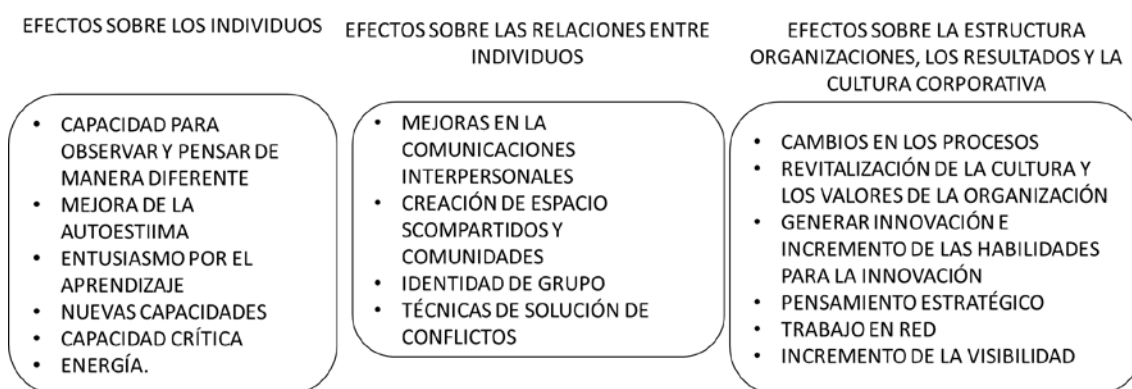 EFECTOS SOBRE LOS INDIVIDUOS
• CAPACIDAD PARA
OBSERVAR Y PENSAR DE
MANERA DIFERENTE
• MEJORA DE LA
AUTOESTIIMA
• ENTUSIASMO POR EL
APRENDIZAJE
• NUEVAS CAPACIDADES
• CAPACIDAD CRÍTICA
• ENERGÍA.
EFECTOS SOBRE LAS RELACIONES ENTRE
INDIVIDUOS
• MEJORAS EN LA
COMUNICACIONES
INTERPERSONALES
• CREACIÓN DE ESPACIO
SCOMPARTIDOS Y
COMUNIDADES
• IDENTIDAD DE GRUPO
• TÉCNICAS DE SOLUCIÓN DE
CONFLICTOS
EFECTOS SOBRE LA ESTRUCTURA
ORGANIZACIONES, LOS RESULTADOS Y LA
CULTURA CORPORATIVA
• CAMBIOS EN LOS PROCESOS
• REVITALIZACIÓN DE LA CULTURA Y
LOS VALORES DE LA ORGANIZACIÓN
• GENERAR INNOVACIÓN E
INCREMENTO DE LAS HABILIDADES
PARA LA INNOVACIÓN
• PENSAMIENTO ESTRATÉGICO
• TRABAJO EN RED
• INCREMENTO DE LA VISIBILIDAD